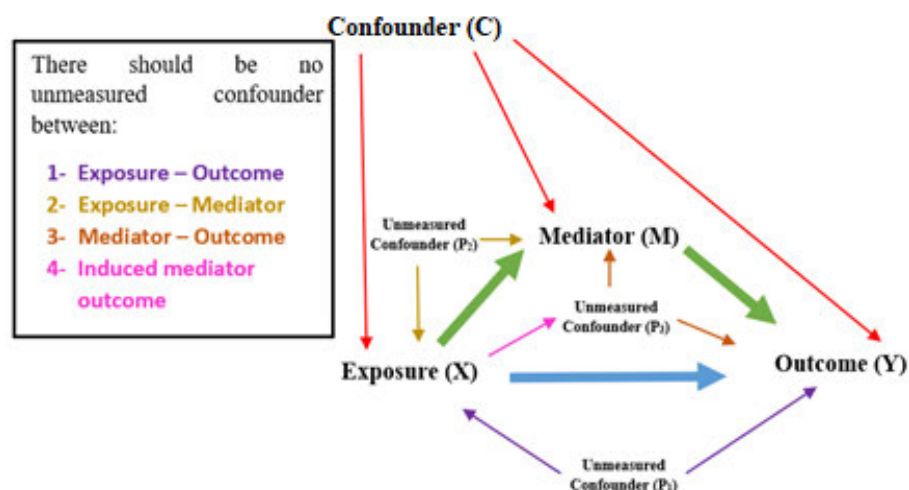 Confounder (C)
There should be no
unmeasured confounder
between:
1- Exposure – Outcome
2- Exposure – Mediator
3- Mediator – Outcome
4- Induced mediator
outcome
Unmeasured
Confounder (P₂)
Mediator (M)
Unmeasured
Confounder (P₃)
Exposure (X)
Outcome (Y)
Unmeasured
Confounder (P₁)